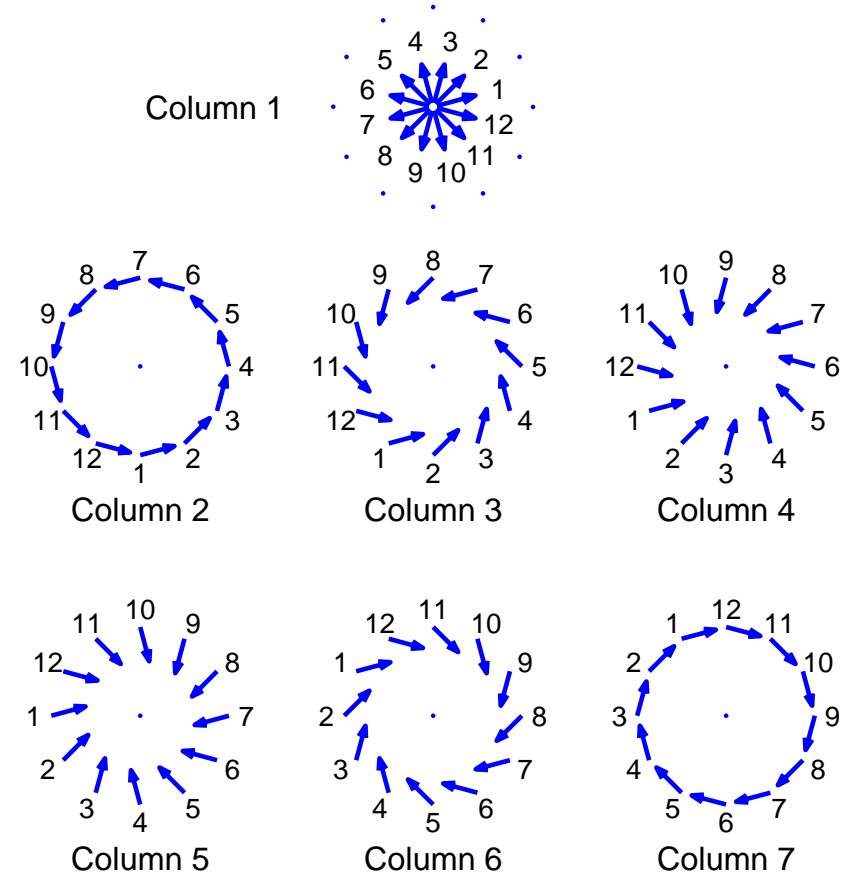 4 3
5 2
6 1
Column 1
7 12
8 11
9 10
7 8 9
8 6 9 7 10 8
9 5 10 6 11 7
10 4 11 5 12 6
11 3 12 4 1 5
12 2 1 3 2 4
1 2 3
Column 2 Column 3 Column 4
10 11 12
11 9 12 10 1 11
12 8 1 9 2 10
1 7 2 8 3 9
2 6 3 7 4 8
3 5 4 6 5 7
4 5 6
Column 5 Column 6 Column 7